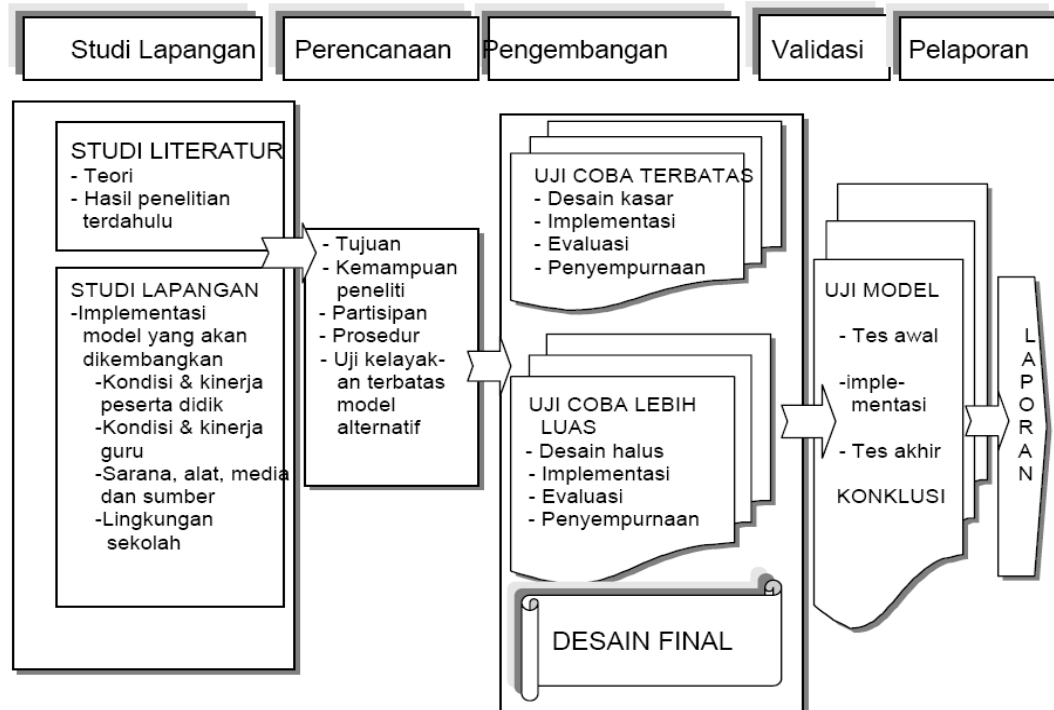 Studi Lapangan
Perencanaan
Pengembangan
Validasi
Pelaporan
STUDI LITERATUR
- Teori
- Hasil penelitian
terdahulu
STUDI LAPANGAN
-Implementasi
model yang akan
dikembangkan
-Kondisi & kinerja
peserta didik
-Kondisi & kinerja
guru
-Sarana, alat, media
dan sumber
-Lingkungan
sekolah
- Tujuan
- Kemampuan
peneliti
- Partisipan
- Prosedur
- Uji kelayak-
an terbatas
model
alternatif
UJI COBA TERBATAS
- Desain kasar
- Implementasi
- Evaluasi
- Penyempurnaan
UJI COBA LEBIH
LUAS
- Desain halus
- Implementasi
- Evaluasi
- Penyempurnaan
DESAIN FINAL
UJI MODEL
- Tes awal
-imple-
mentasi
- Tes akhir
KONKLUSI
LAPORAN